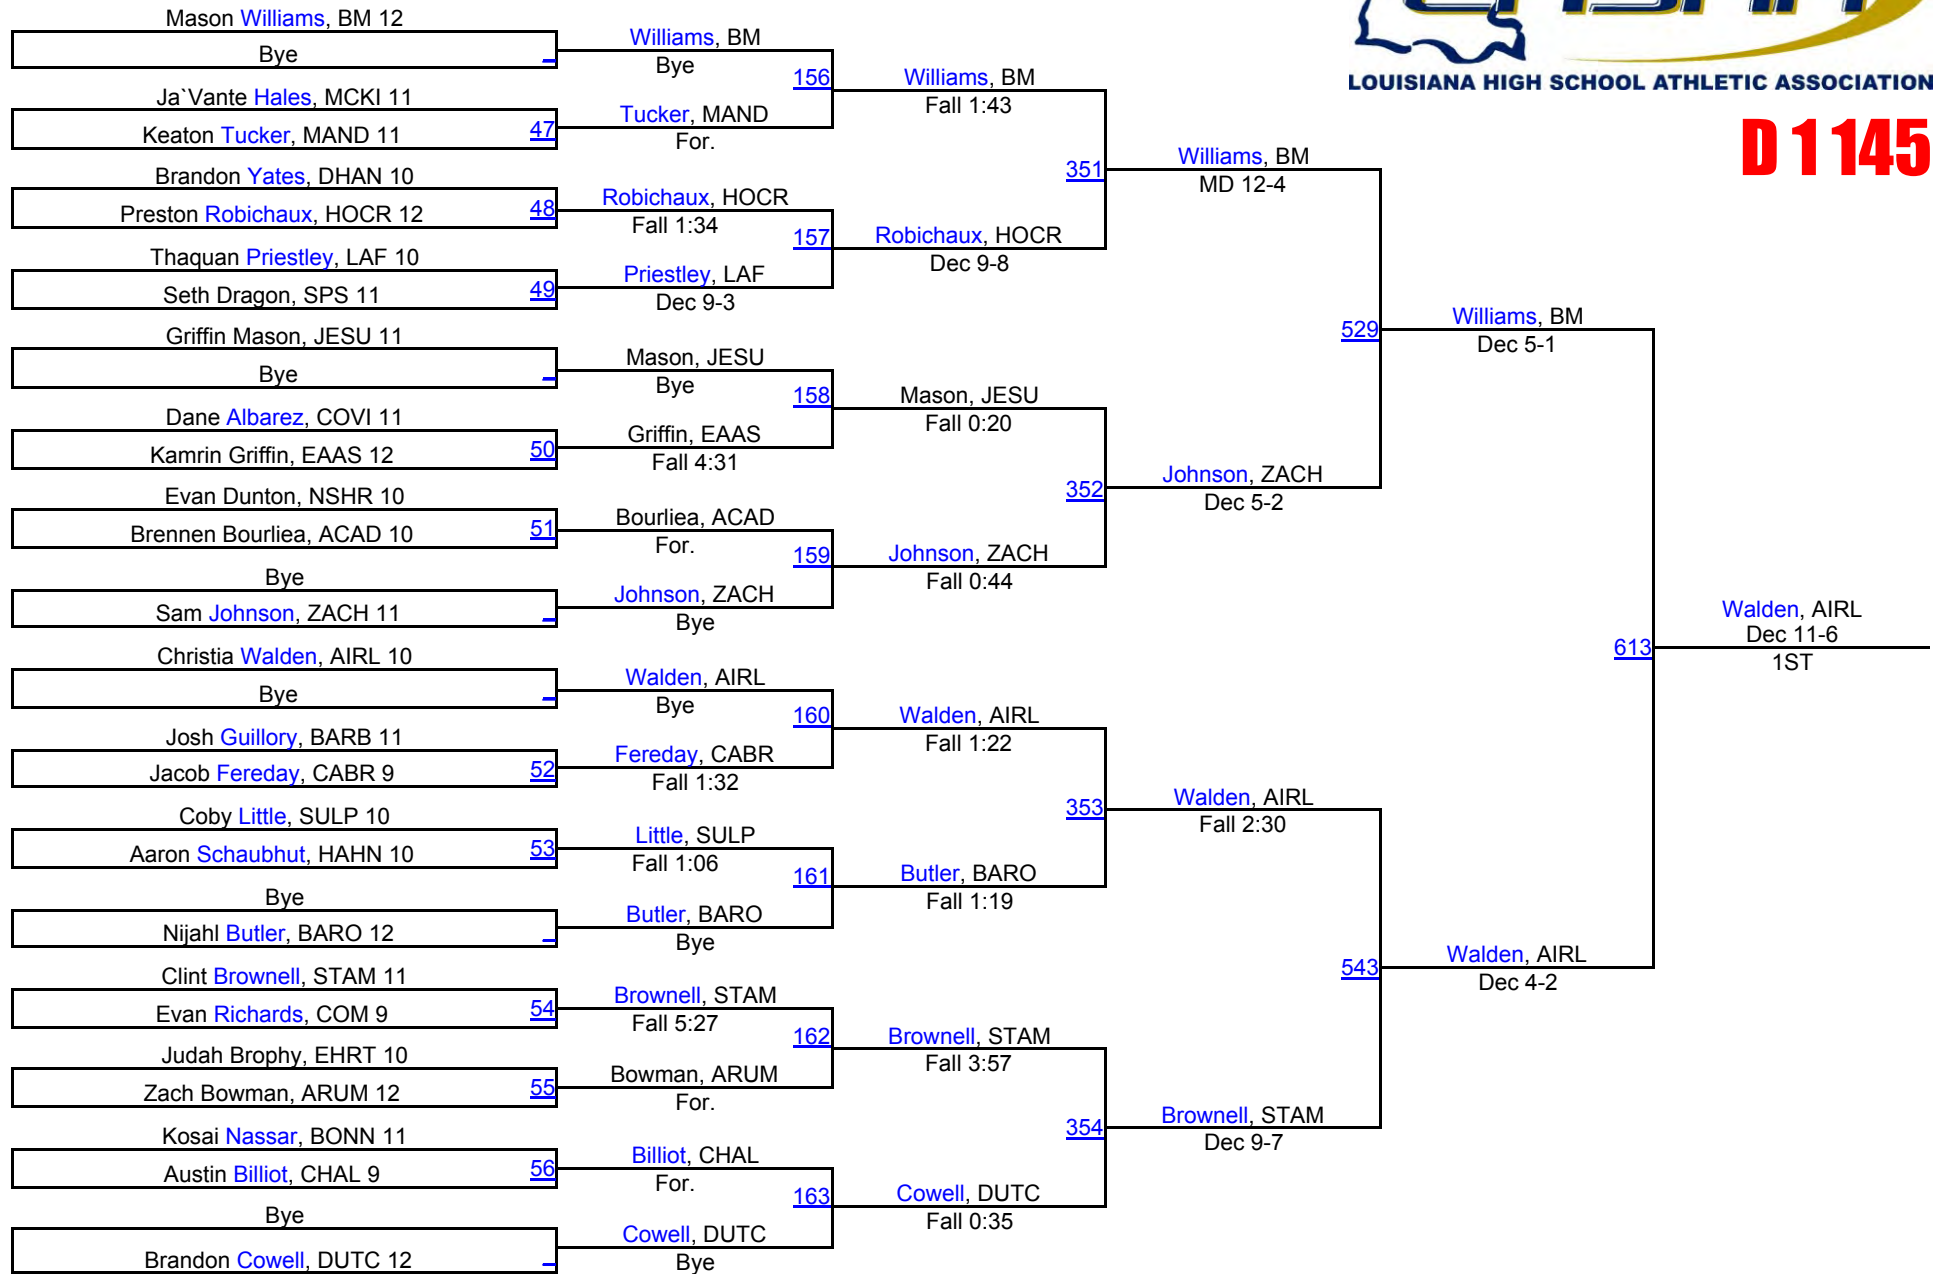 LHSAA
LOUISIANA HIGH SCHOOL ATHLETIC ASSOCIATION
D 1 145
Mason Williams, BM 12
Bye
Ja`Vante Hales, MCKI 11
Keaton Tucker, MAND 11
47
Brandon Yates, DHAN 10
Preston Robichaux, HOCR 12
48
Thaquan Priestley, LAF 10
Seth Dragon, SPS 11
49
Griffin Mason, JESU 11
Bye
Dane Albarez, COVI 11
Kamrin Griffin, EAAS 12
50
Evan Dunton, NSHR 10
Brennen Bourliea, ACAD 10
51
Bye
Sam Johnson, ZACH 11
Christia Walden, AIRL 10
Bye
Josh Guillory, BARB 11
Jacob Fereday, CABR 9
52
Coby Little, SULP 10
Aaron Schaubhut, HAHN 10
53
Bye
Nijahl Butler, BARO 12
Clint Brownell, STAM 11
Evan Richards, COM 9
54
Judah Brophy, EHRT 10
Zach Bowman, ARUM 12
55
Kosai Nassar, BONN 11
Austin Billiot, CHAL 9
56
Bye
Brandon Cowell, DUTC 12
Williams, BM
Bye
156
Tucker, MAND
For.
Robichaux, HOCR
Fall 1:34
157
Priestley, LAF
Dec 9-3
Mason, JESU
Bye
158
Griffin, EAAS
Fall 4:31
Bourliea, ACAD
For.
159
Johnson, ZACH
Bye
Walden, AIRL
Bye
160
Fereday, CABR
Fall 1:32
Little, SULP
Fall 1:06
161
Butler, BARO
Bye
Brownell, STAM
Fall 5:27
162
Bowman, ARUM
For.
Billiot, CHAL
For.
163
Cowell, DUTC
Bye
Williams, BM
Fall 1:43
351
Robichaux, HOCR
Dec 9-8
Mason, JESU
Fall 0:20
352
Johnson, ZACH
Fall 0:44
Walden, AIRL
Fall 1:22
353
Butler, BARO
Fall 1:19
Brownell, STAM
Fall 3:57
354
Cowell, DUTC
Fall 0:35
Williams, BM
MD 12-4
529
Johnson, ZACH
Dec 5-2
Walden, AIRL
Fall 2:30
543
Brownell, STAM
Dec 9-7
Williams, BM
Dec 5-1
613
Walden, AIRL
Dec 4-2
Walden, AIRL
Dec 11-6
1ST